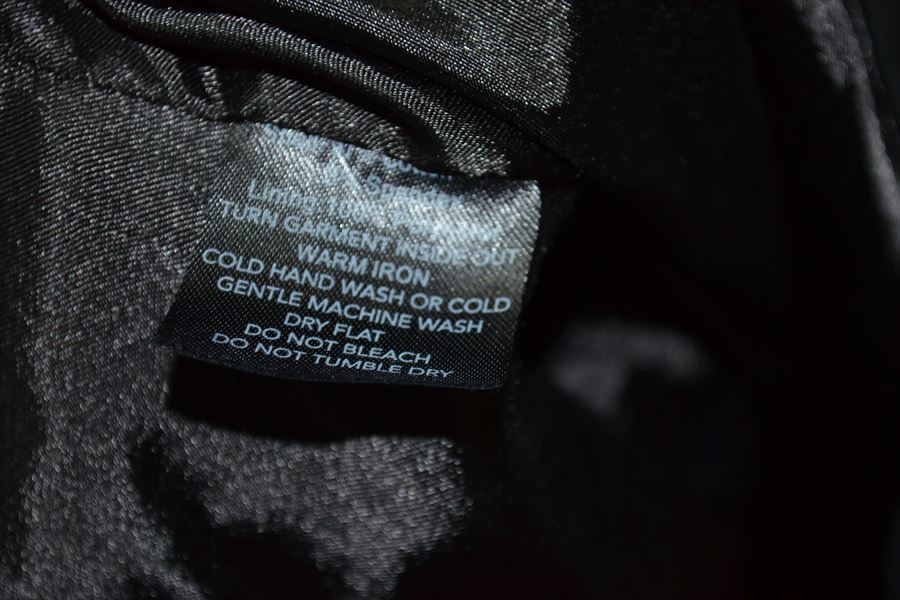 TURN GARMENT INSIDE OUT
WARM IRON
COLD HAND WASH OR COLD
GENTLE MACHINE WASH
DRY FLAT
DO NOT BLEACH
DO NOT TUMBLE DRY